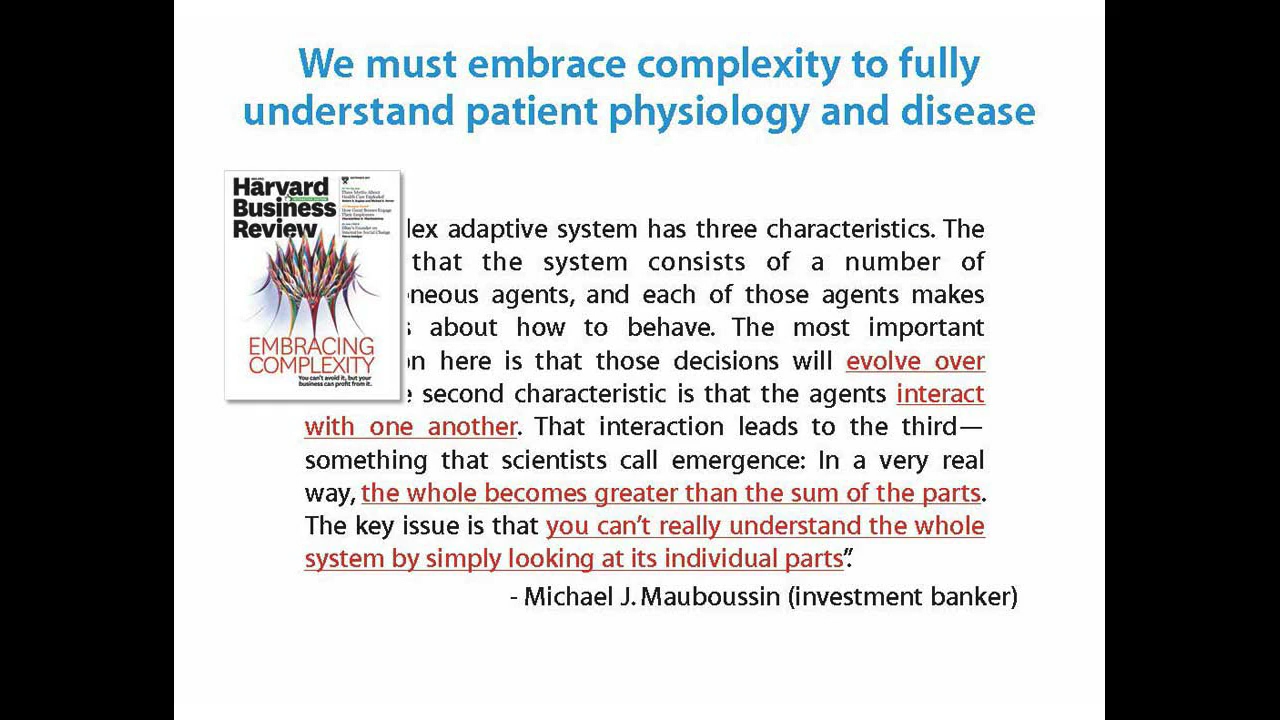 We must embrace complexity to fully
understand patient physiology and disease
Harvard
Business
Review
EMBRACING
COMPLEXITY
You can't avoid it, but your
business can profit from it.
lex adaptive system has three characteristics. The
that the system consists of a number of
neous agents, and each of those agents makes
s about how to behave. The most important
on here is that those decisions will evolve over
e second characteristic is that the agents interact
with one another. That interaction leads to the third—
something that scientists call emergence: In a very real
way, the whole becomes greater than the sum of the parts.
The key issue is that you can't really understand the whole
system by simply looking at its individual parts”.
- Michael J. Mauboussin (investment banker)